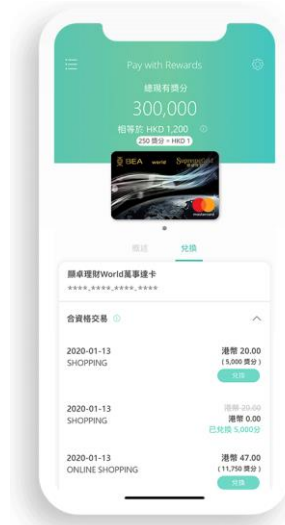 Pay with Rewards
總現有獎分
300,000
相等於 HKD 1,200
250 獎分 = HKD 1
BEA world SupremeGold
mastercard
概述 兌換
顯卓理財World萬事達卡
****-****-****-****
合資格交易
2020-01-13 港幣 20.00
SHOPPING (5,000 獎分)
兌換
2020-01-13 港幣 20.00
SHOPPING 港幣 0.00
已兌換 5,000分
2020-01-13 港幣 47.00
ONLINE SHOPPING (11,750 獎分)
兌換